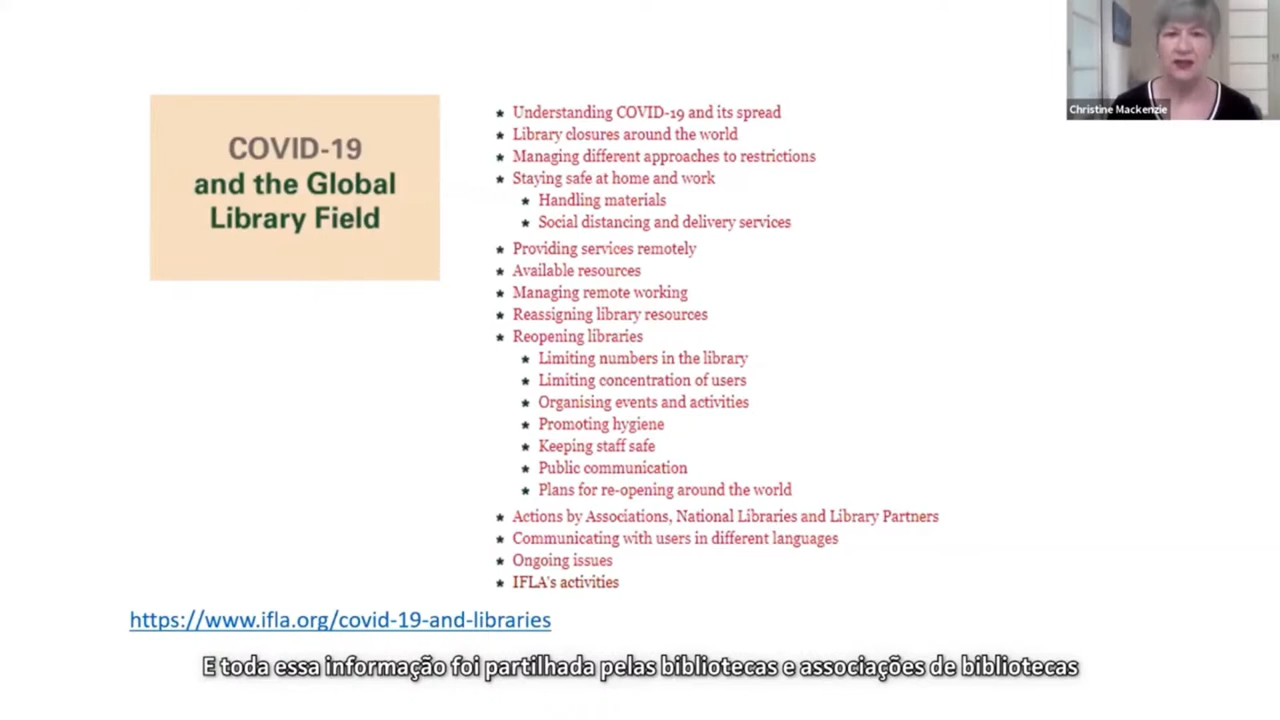 COVID-19
and the Global
Library Field
* Understanding COVID-19 and its spread
* Library closures around the world
* Managing different approaches to restrictions
* Staying safe at home and work
* Handling materials
* Social distancing and delivery services
* Providing services remotely
* Available resources
* Managing remote working
* Reassigning library resources
* Reopening libraries
* Limiting numbers in the library
* Limiting concentration of users
* Organising events and activities
* Promoting hygiene
* Keeping staff safe
* Public communication
* Plans for re-opening around the world
* Actions by Associations, National Libraries and Library Partners
* Communicating with users in different languages
* Ongoing issues
* IFLA's activities
https://www.ifla.org/covid-19-and-libraries
Christine Mackenzie
E toda essa informação foi partilhada pelas bibliotecas e associações de bibliotecas